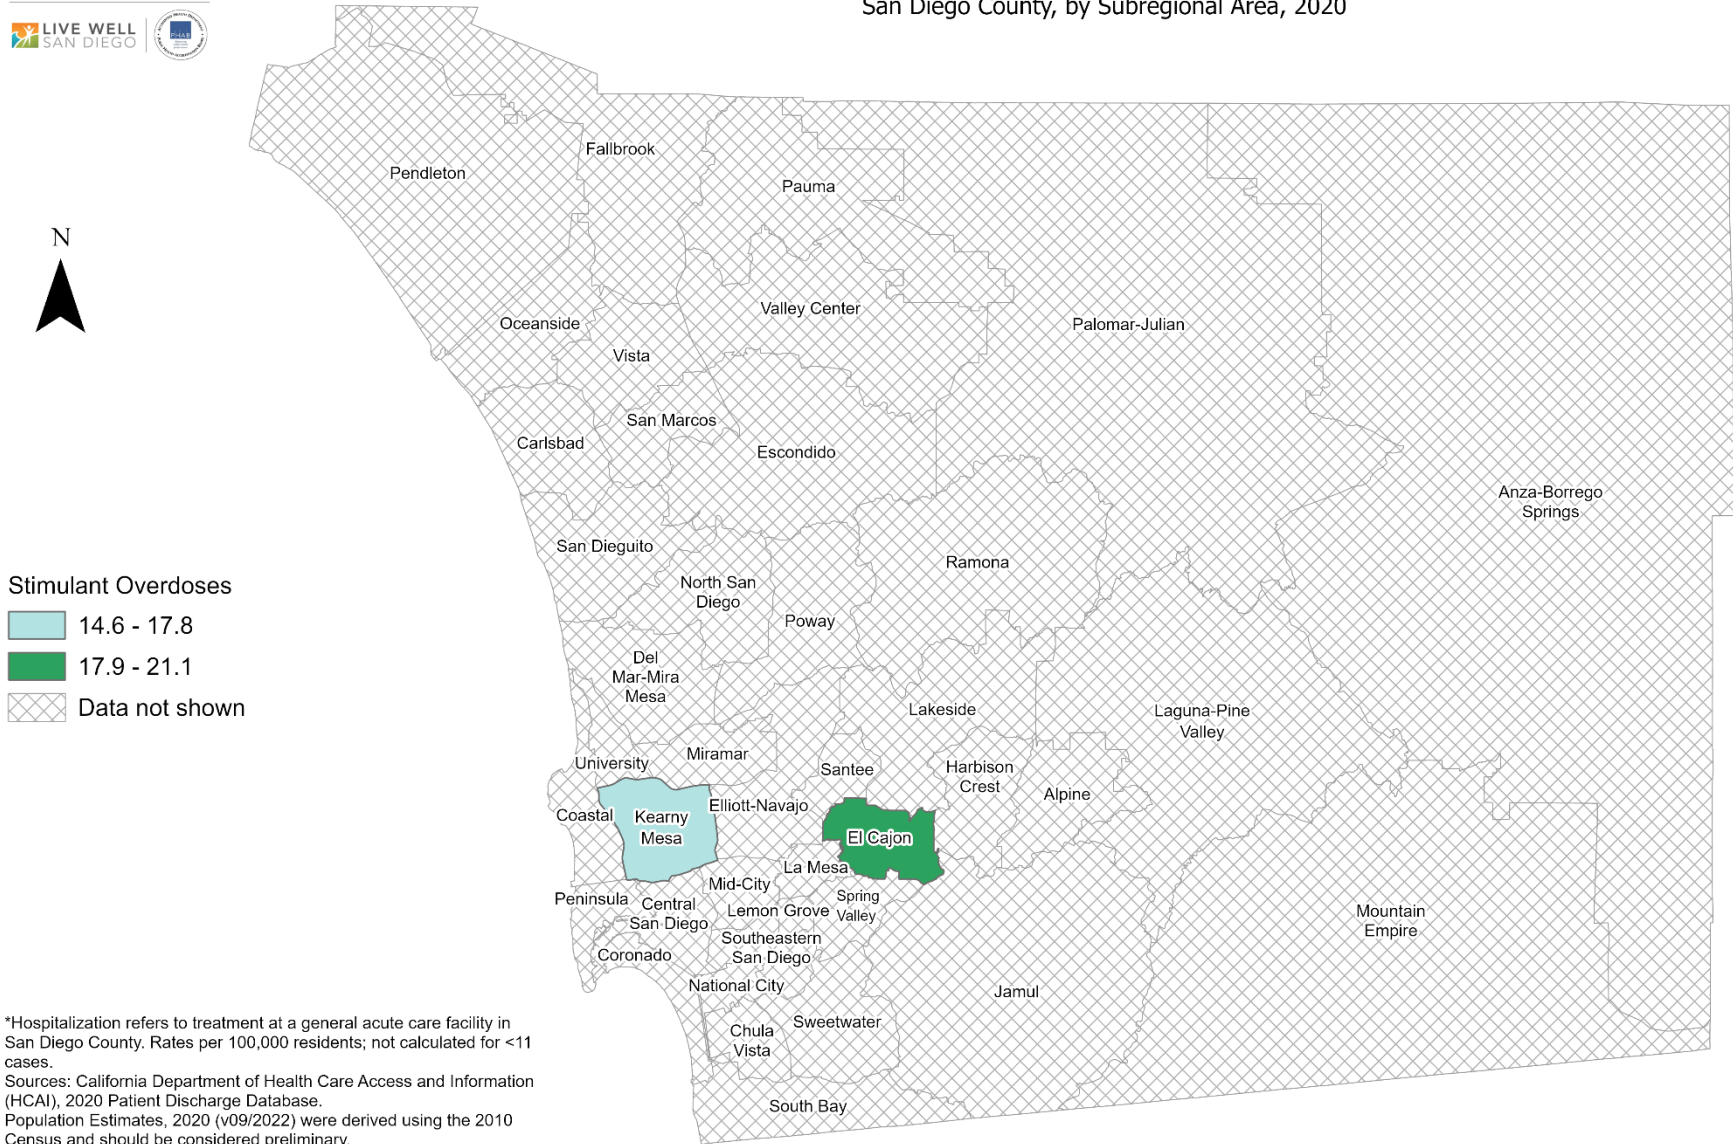 San Diego County, by Subregional Area, 2020
LIVE WELL
SAN DIEGO
PHAB
Fallbrook
Pendleton
Pauma
N
Valley Center
Oceanside
Palomar-Julian
Vista
San Marcos
Carlsbad
Escondido
Anza-Borrego
Springs
San Dieguito
Ramona
North San
Diego
Poway
Stimulant Overdoses
14.6 - 17.8
17.9 - 21.1
Data not shown
Del
Mar-Mira
Mesa
Lakeside
Laguna-Pine
Valley
Miramar
University
Santee
Harbison
Crest
Alpine
Coastal
Kearny
Mesa
Elliott-Navajo
El Cajon
La Mesa
Mid-City
Peninsula
Central
San Diego
Lemon Grove
Spring
Valley
Mountain
Empire
Southeastern
San Diego
Coronado
National City
Jamul
Sweetwater
Chula
Vista
South Bay
*Hospitalization refers to treatment at a general acute care facility in
San Diego County. Rates per 100,000 residents; not calculated for <11
cases.
Sources: California Department of Health Care Access and Information
(HCAI), 2020 Patient Discharge Database.
Population Estimates, 2020 (v09/2022) were derived using the 2010
Census and should be considered preliminary.